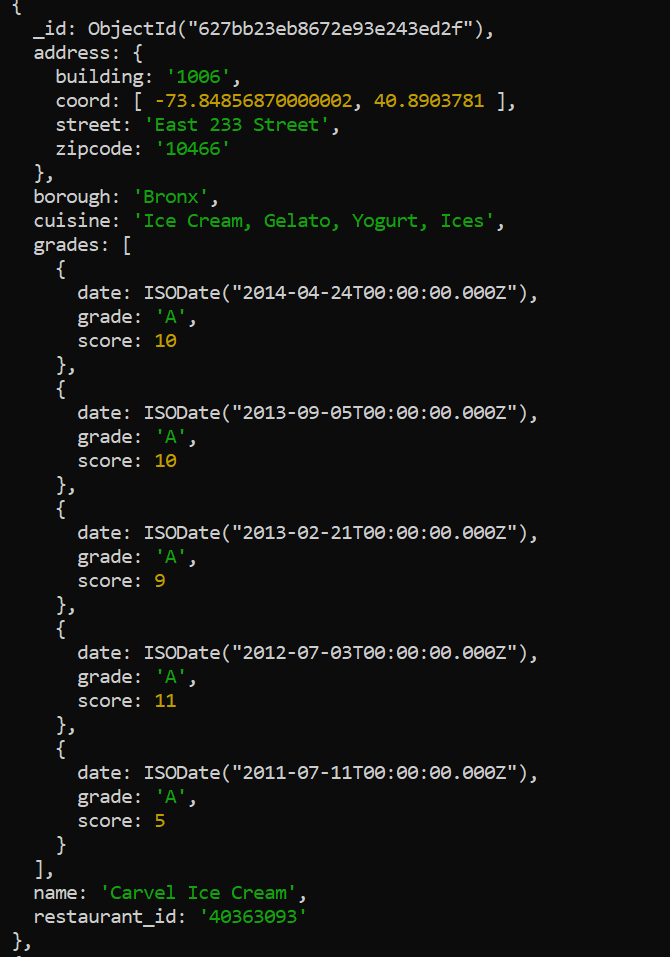 {
  _id: ObjectId("627bb23eb8672e93e243ed2f"),
  address: {
    building: '1006',
    coord: [ -73.84856870000002, 40.8903781 ],
    street: 'East 233 Street',
    zipcode: '10466'
  },
  borough: 'Bronx',
  cuisine: 'Ice Cream, Gelato, Yogurt, Ices',
  grades: [
    {
      date: ISODate("2014-04-24T00:00:00.000Z"),
      grade: 'A',
      score: 10
    },
    {
      date: ISODate("2013-09-05T00:00:00.000Z"),
      grade: 'A',
      score: 10
    },
    {
      date: ISODate("2013-02-21T00:00:00.000Z"),
      grade: 'A',
      score: 9
    },
    {
      date: ISODate("2012-07-03T00:00:00.000Z"),
      grade: 'A',
      score: 11
    },
    {
      date: ISODate("2011-07-11T00:00:00.000Z"),
      grade: 'A',
      score: 5
    }
  ],
  name: 'Carvel Ice Cream',
  restaurant_id: '40363093'
},